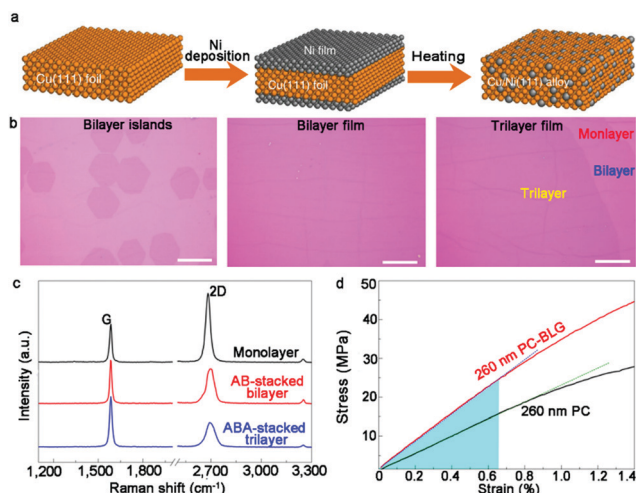 a
Ni
deposition
Ni film
Heating
Cu(111) foil
Cu(111) foil
Cu/Ni(111) alloy
b
Bilayer islands
Bilayer film
Trilayer film
Monlayer
Bilayer
Trilayer
c
d
2D
G
Monolayer
AB-stacked
bilayer
ABA-stacked
trilayer
Intensity (a.u.)
1,200 1,500 1,800 2,700 3,000 3,300
Raman shift (cm-1)
50
40
30
20
10
Stress (MPa)
260 nm PC-BLG
260 nm PC
0 0.2 0.4 0.6 0.8 1.0 1.2 1.4
Strain (%)